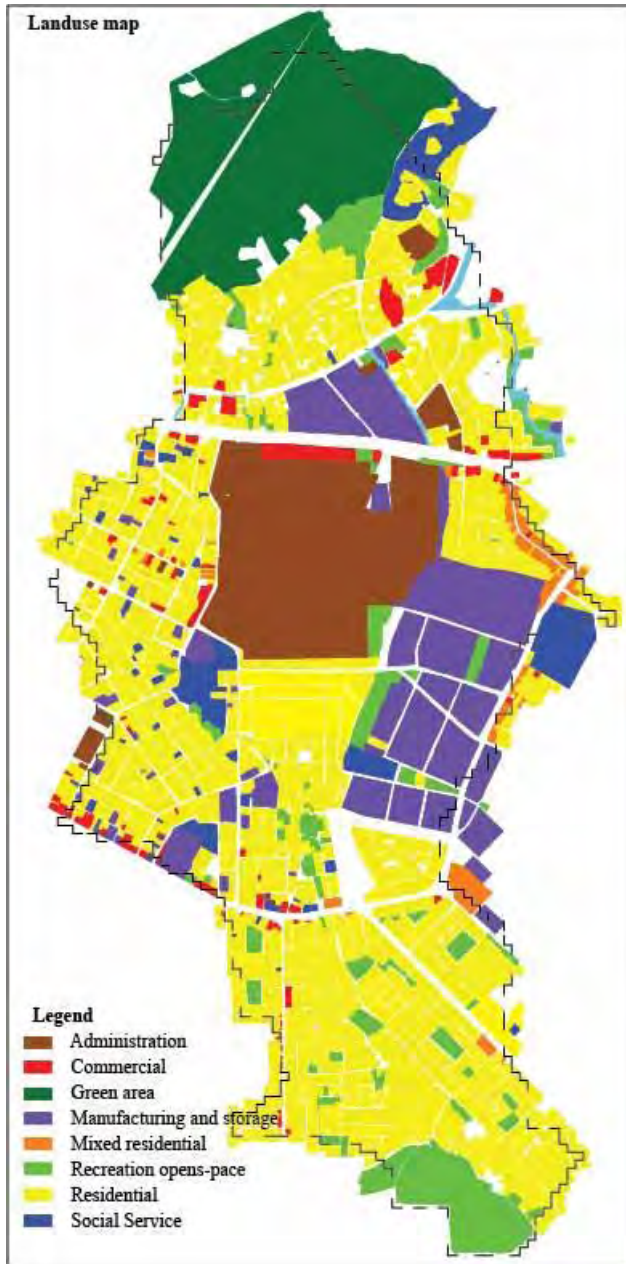 Landuse map
Legend
Administration
Commercial
Green area
Manufacturing and storage
Mixed residential
Recreation opens-pace
Residential
Social Service